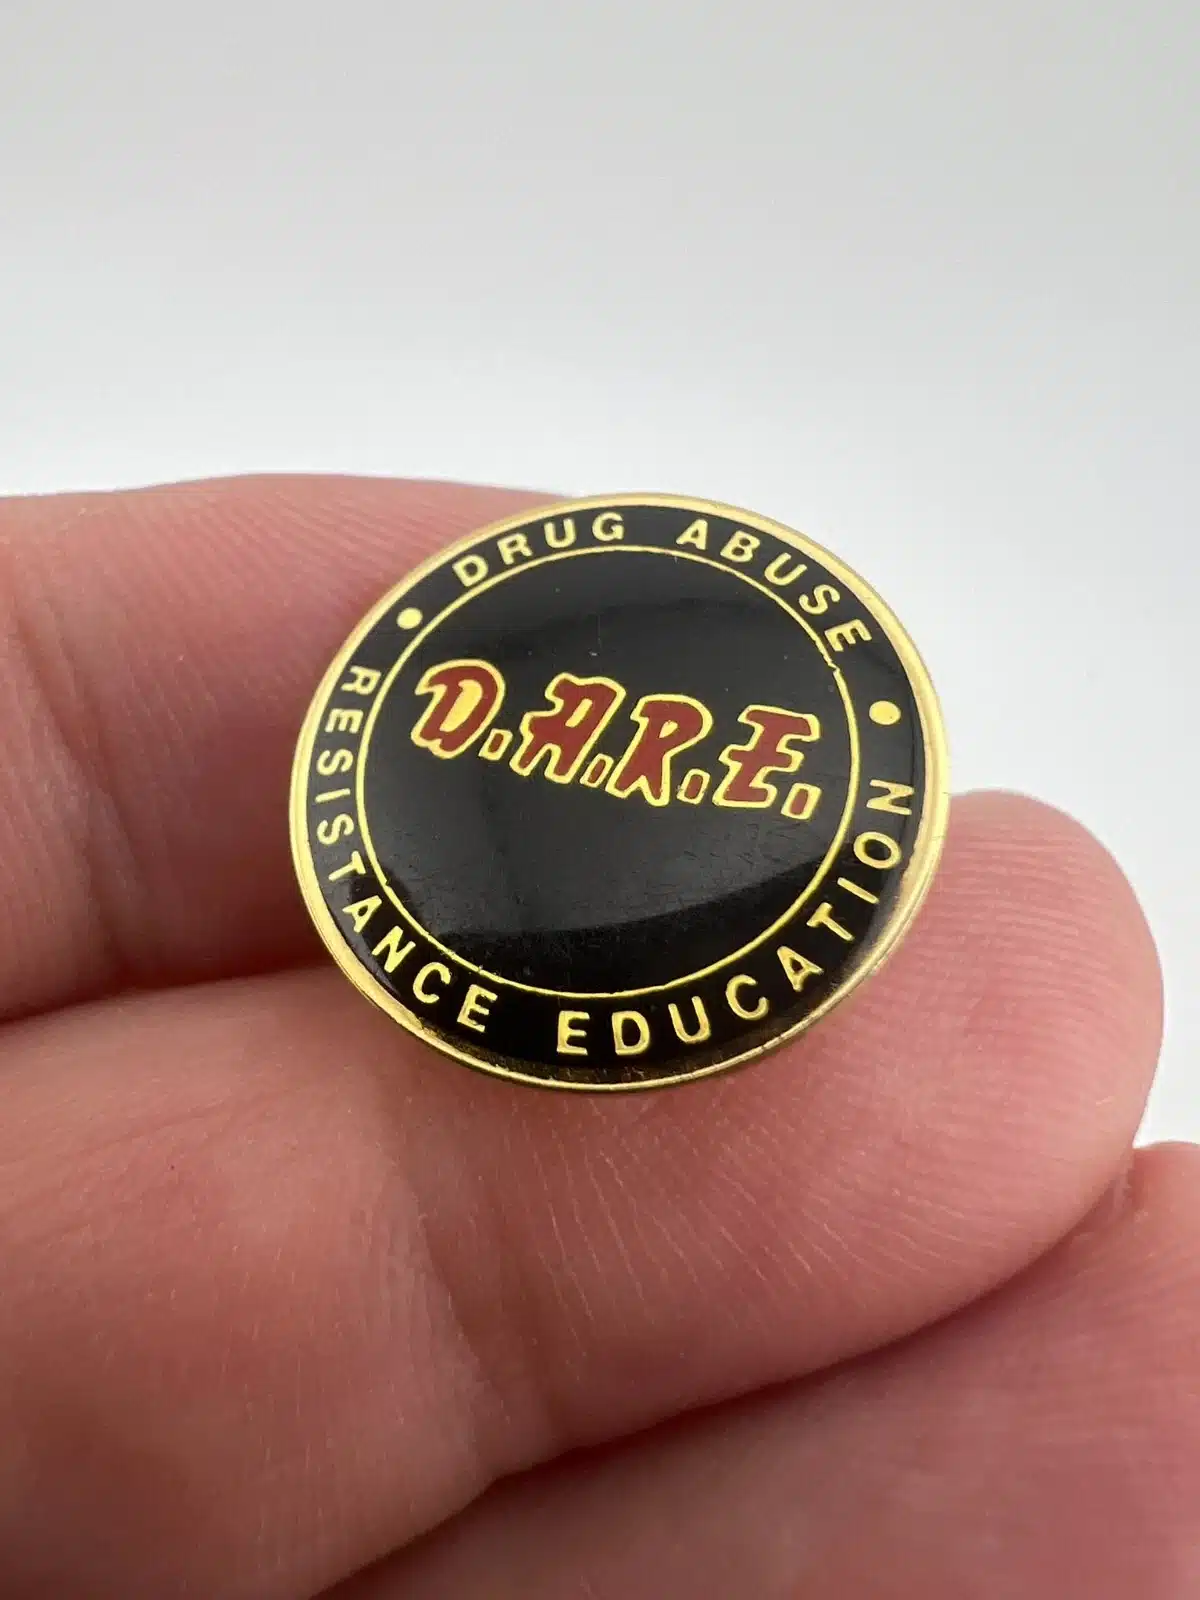 DRUG ABUSE
D.A.R.E.
RESISTANCE EDUCATION